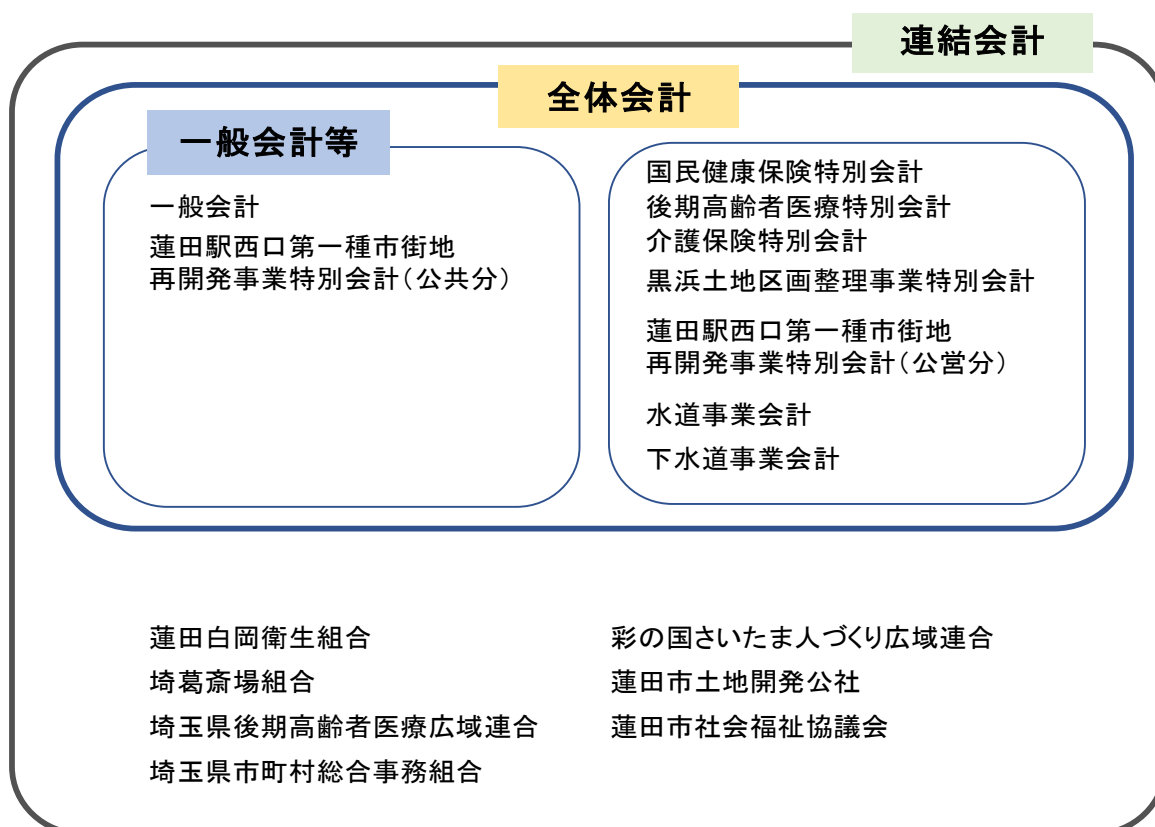 連結会計
全体会計
一般会計等
一般会計
蓮田駅西口第一種市街地
再開発事業特別会計（公共分）
国民健康保険特別会計
後期高齢者医療特別会計
介護保険特別会計
黒浜土地区画整理事業特別会計
蓮田駅西口第一種市街地
再開発事業特別会計（公営分）
水道事業会計
下水道事業会計
蓮田白岡衛生組合
埼葛斎場組合
埼玉県後期高齢者医療広域連合
埼玉県市町村総合事務組合
彩の国さいたま人づくり広域連合
蓮田市土地開発公社
蓮田市社会福祉協議会